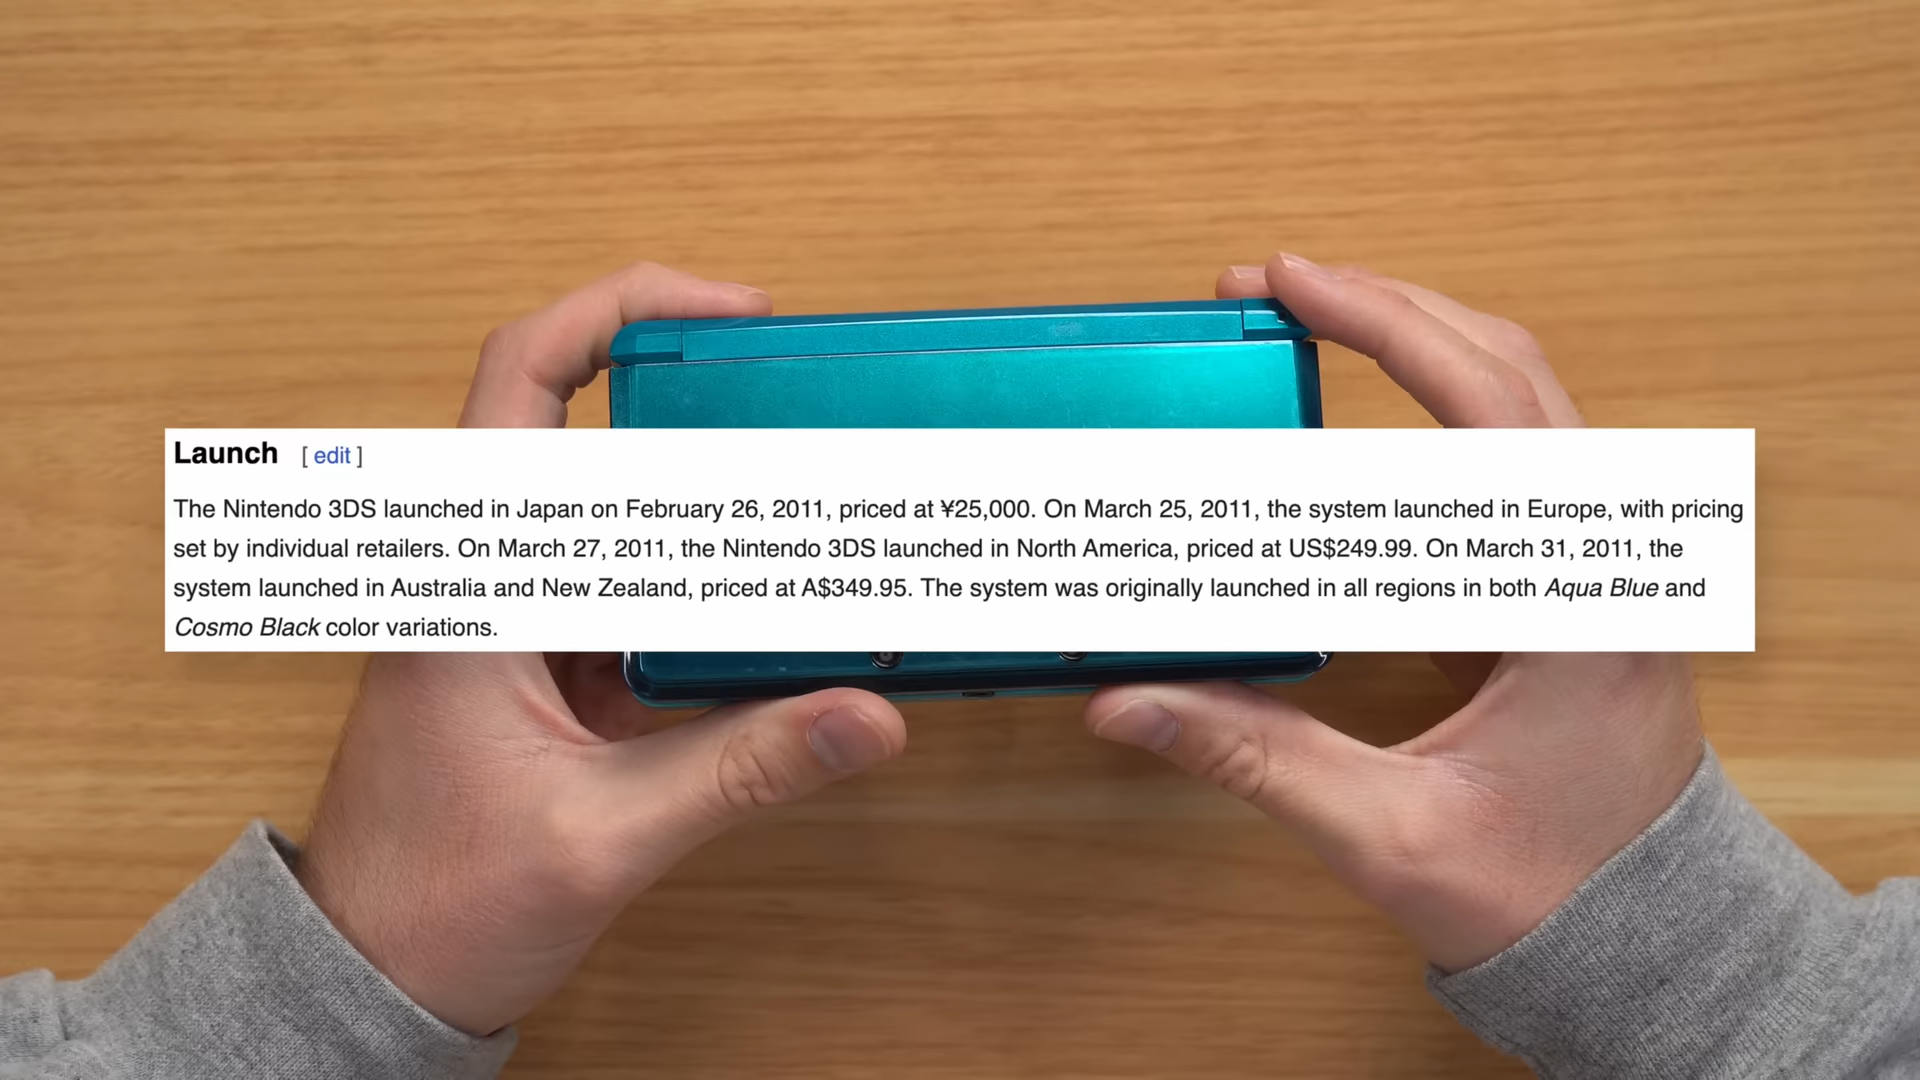 Launch [ edit ]
The Nintendo 3DS launched in Japan on February 26, 2011, priced at ¥25,000. On March 25, 2011, the system launched in Europe, with pricing
set by individual retailers. On March 27, 2011, the Nintendo 3DS launched in North America, priced at US$249.99. On March 31, 2011, the
system launched in Australia and New Zealand, priced at A$349.95. The system was originally launched in all regions in both Aqua Blue and
Cosmo Black color variations.